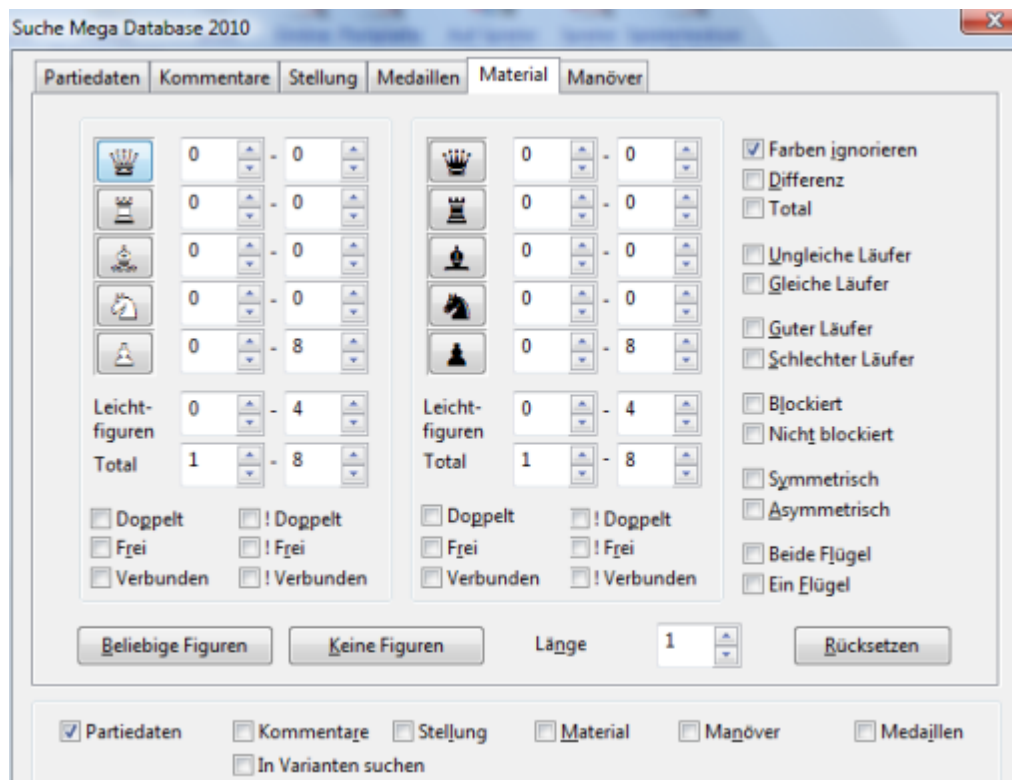 Suche Mega Database 2010
Partiedaten Kommentare Stellung Medaillen Material Manöver
0 - 0 0 - 0 Farben ignorieren
Differenz
0 - 0 0 - 0 Total
0 - 0 0 - 0 Ungleiche Läufer
Gleiche Läufer
0 - 0 0 - 0
Guter Läufer
0 - 8 0 - 8 Schlechter Läufer
Leicht-
figuren 0 - 4 Leicht-
figuren 0 - 4 Blockiert
Nicht blockiert
Total 1 - 8 Total 1 - 8
Symmetrisch
Asymmetrisch
Doppelt ! Doppelt Doppelt ! Doppelt
Frei ! Frei Frei ! Frei Beide Flügel
Verbunden ! Verbunden Verbunden ! Verbunden Ein Flügel
Beliebige Figuren Keine Figuren Länge 1 Rücksetzen
Partiedaten Kommentare Stellung Material Manöver Medaillen
In Varianten suchen